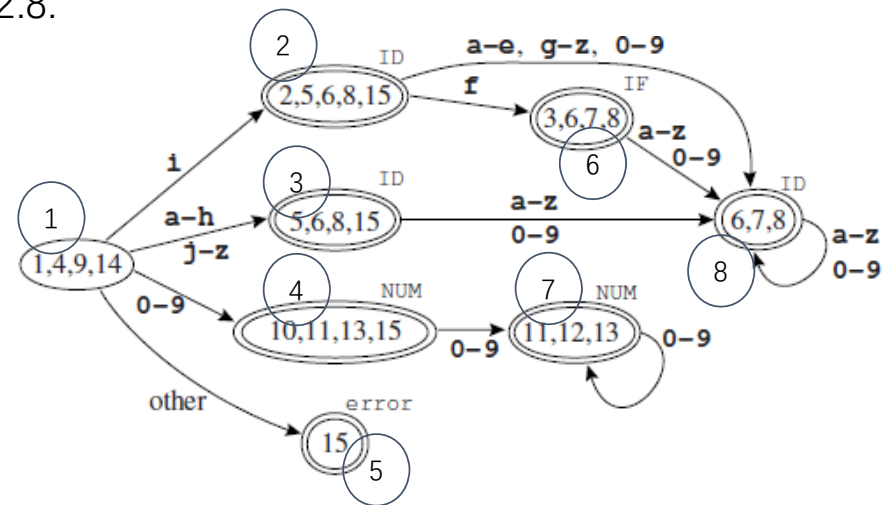 2.8.
2
ID
a-e, g-z, 0-9
2,5,6,8,15
f
IF
3,6,7,8
a-z
0-9
6
i
3
ID
ID
1
a-h
5,6,8,15
a-z
6,7,8
a-z
j-z
0-9
8
0-9
1,4,9,14
4
NUM
7
NUM
0-9
10,11,13,15
0-9
11,12,13
0-9
other
error
15
5